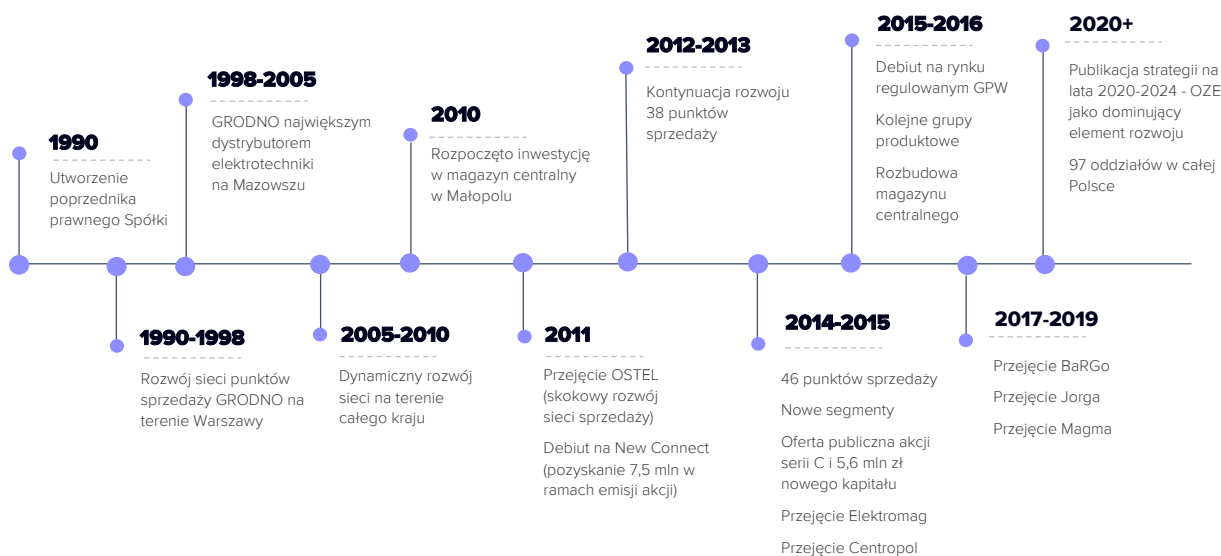 1990
Utworzenie
poprzednika
prawnego Spółki
1990-1998
Rozwój sieci punktów
sprzedaży GRODNO na
terenie Warszawy
1998-2005
GRODNO największym
dystrybutorem
elektrotechniki
na Mazowszu
2005-2010
Dynamiczny rozwój
sieci na terenie
całego kraju
2010
Rozpoczęto inwestycję
w magazyn centralny
w Małopolu
2011
Przejęcie OSTEL
(skokowy rozwój
sieci sprzedaży)
Debiut na New Connect
(pozyskanie 7,5 mln w
ramach emisji akcji)
2012-2013
Kontynuacja rozwoju
38 punktów
sprzedaży
2014-2015
46 punktów sprzedaży
Nowe segmenty
Oferta publiczna akcji
serii C i 5,6 mln zł
nowego kapitału
Przejęcie Elektromag
Przejęcie Centropol
2015-2016
Debiut na rynku
regulowanym GPW
Kolejne grupy
produktowe
Rozbudowa
magazynu
centralnego
2017-2019
Przejęcie BaRGo
Przejęcie Jorga
Przejęcie Magma
2020+
Publikacja strategii na
lata 2020-2024 - OZE
jako dominujący
element rozwoju
97 oddziałów w całej
Polsce